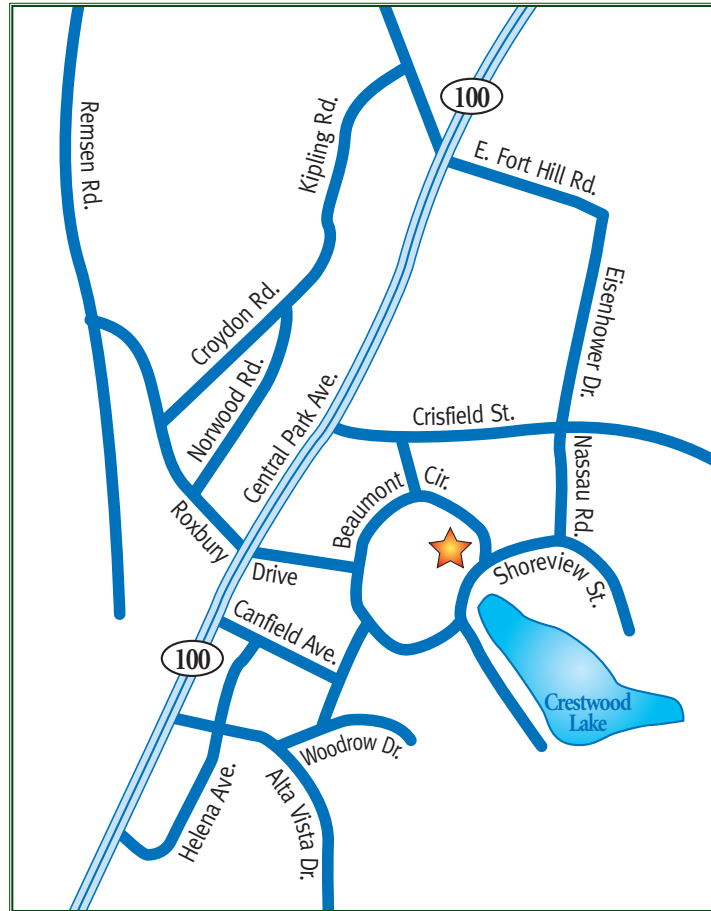 100
Remsen Rd.
Kipling Rd.
E. Fort Hill Rd.
Eisenhower Dr.
Croydon Rd.
Norwood Rd.
Central Park Ave.
Crisfield St.
Beaumont
Cir.
Nassau Rd.
Roxbury
Drive
Shoreview St.
Canfield Ave.
100
Crestwood
Lake
Woodrow Dr.
Helena Ave.
Alta Vista Dr.